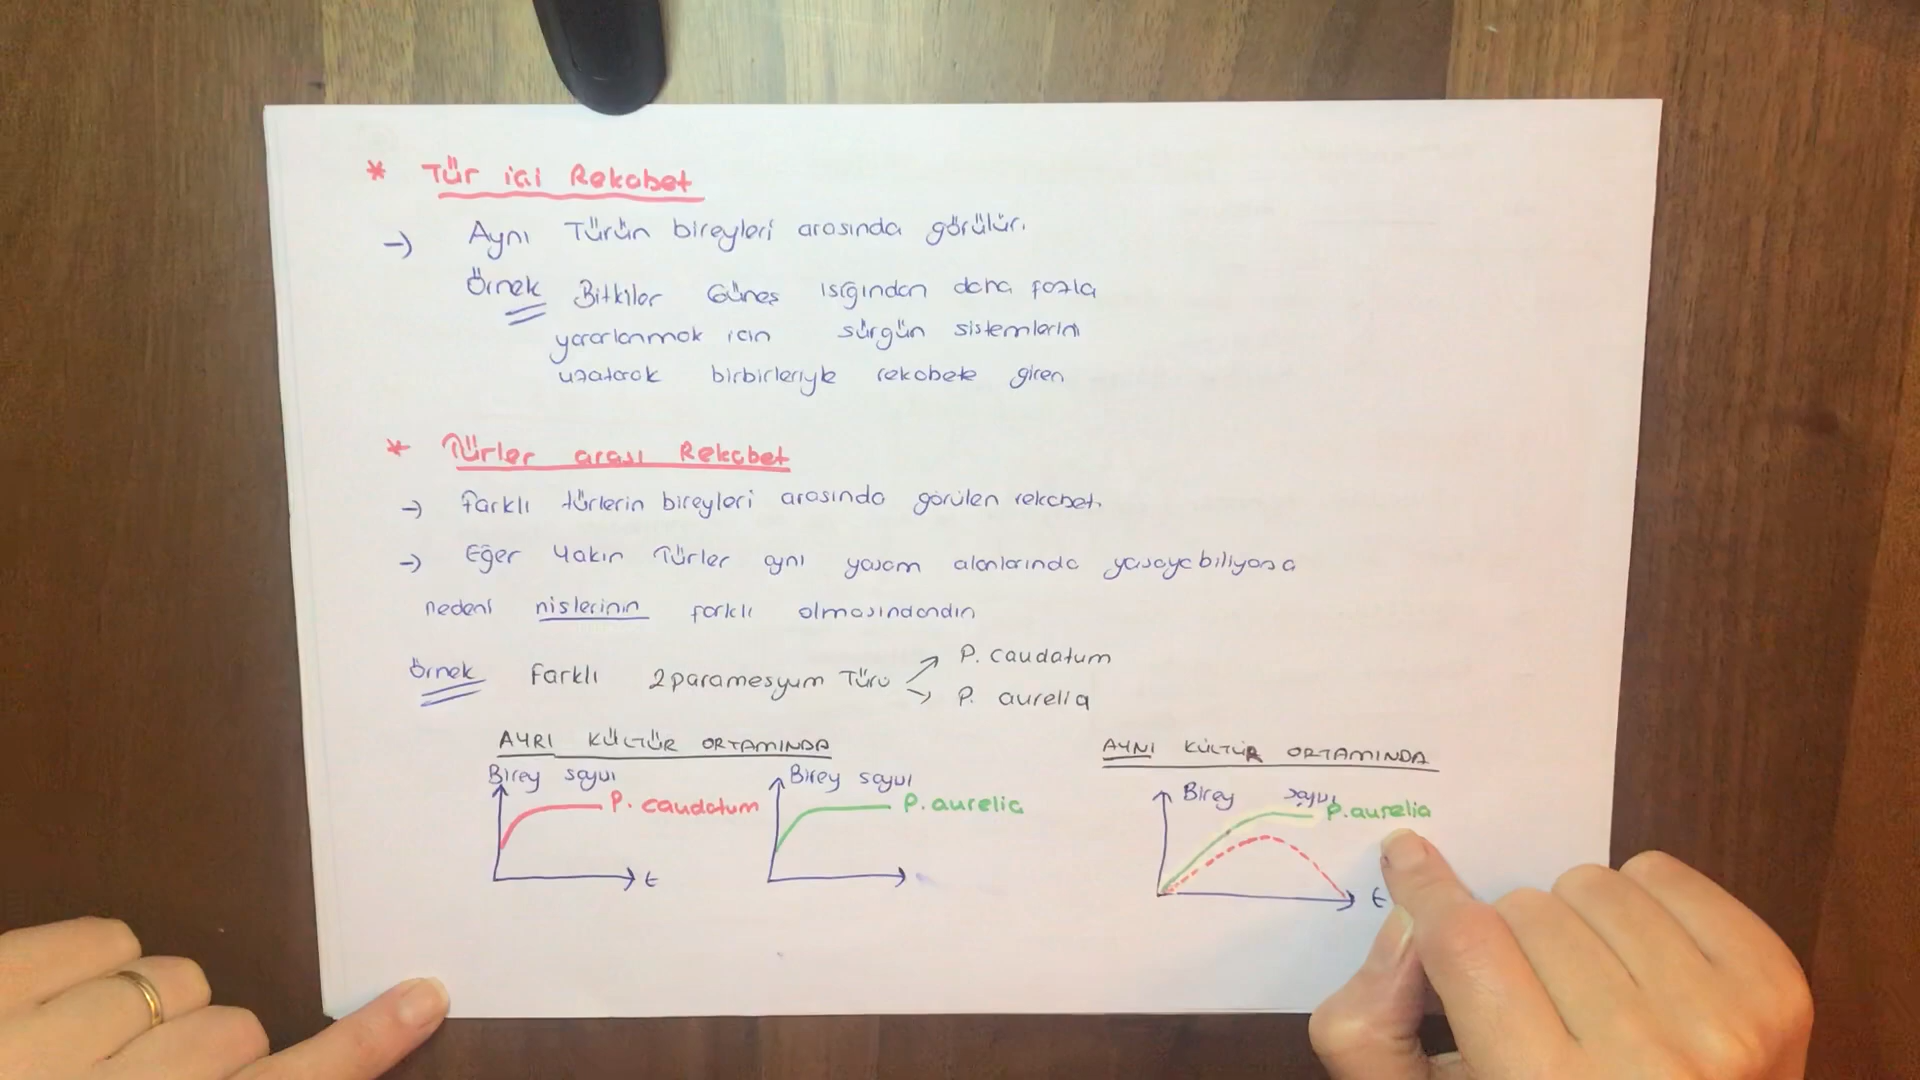 * Tür içi Rekabet
→ Aynı Türün bireyleri arasında görülür.
Örnek Bitkiler Güneş ışığından daha fazla
yararlanmak için sürgün sistemlerini
uzatarak birbirleriyle rekabete giren
* Türler arası Rekabet
→ Farklı türlerin bireyleri arasında görülen rekabet.
→ Eğer Yakın Türler aynı yaşam alanlarında yaşayabiliyorsa
nedeni nişlerinin farklı olmasındandın
Örnek Farklı 2 paramesyum Türü → P. caudatum
→ P. aurelia
AYRI KÜLTÜR ORTAMINDA
Birey sayısı
P. caudatum
t
Birey sayısı
P. aurelia
AYNI KÜLTÜR ORTAMINDA
Birey sayısı
P. aurelia
t